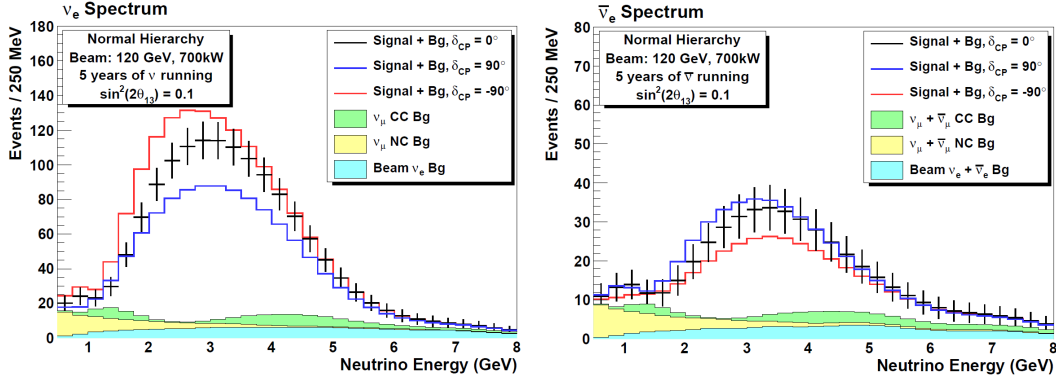 νe Spectrum
Events / 250 MeV
180
160
140
120
100
80
60
40
20
0
Normal Hierarchy
Beam: 120 GeV, 700kW
5 years of ν running
sin²(2θ13) = 0.1
Signal + Bg, δCP = 0°
Signal + Bg, δCP = 90°
Signal + Bg, δCP = -90°
νμ CC Bg
νμ NC Bg
Beam νe Bg
1 2 3 4 5 6 7 8
Neutrino Energy (GeV)
ν̄e Spectrum
Events / 250 MeV
80
70
60
50
40
30
20
10
0
Normal Hierarchy
Beam: 120 GeV, 700kW
5 years of ν̄ running
sin²(2θ13) = 0.1
Signal + Bg, δCP = 0°
Signal + Bg, δCP = 90°
Signal + Bg, δCP = -90°
νμ + ν̄μ CC Bg
νμ + ν̄μ NC Bg
Beam νe + ν̄e Bg
1 2 3 4 5 6 7 8
Neutrino Energy (GeV)